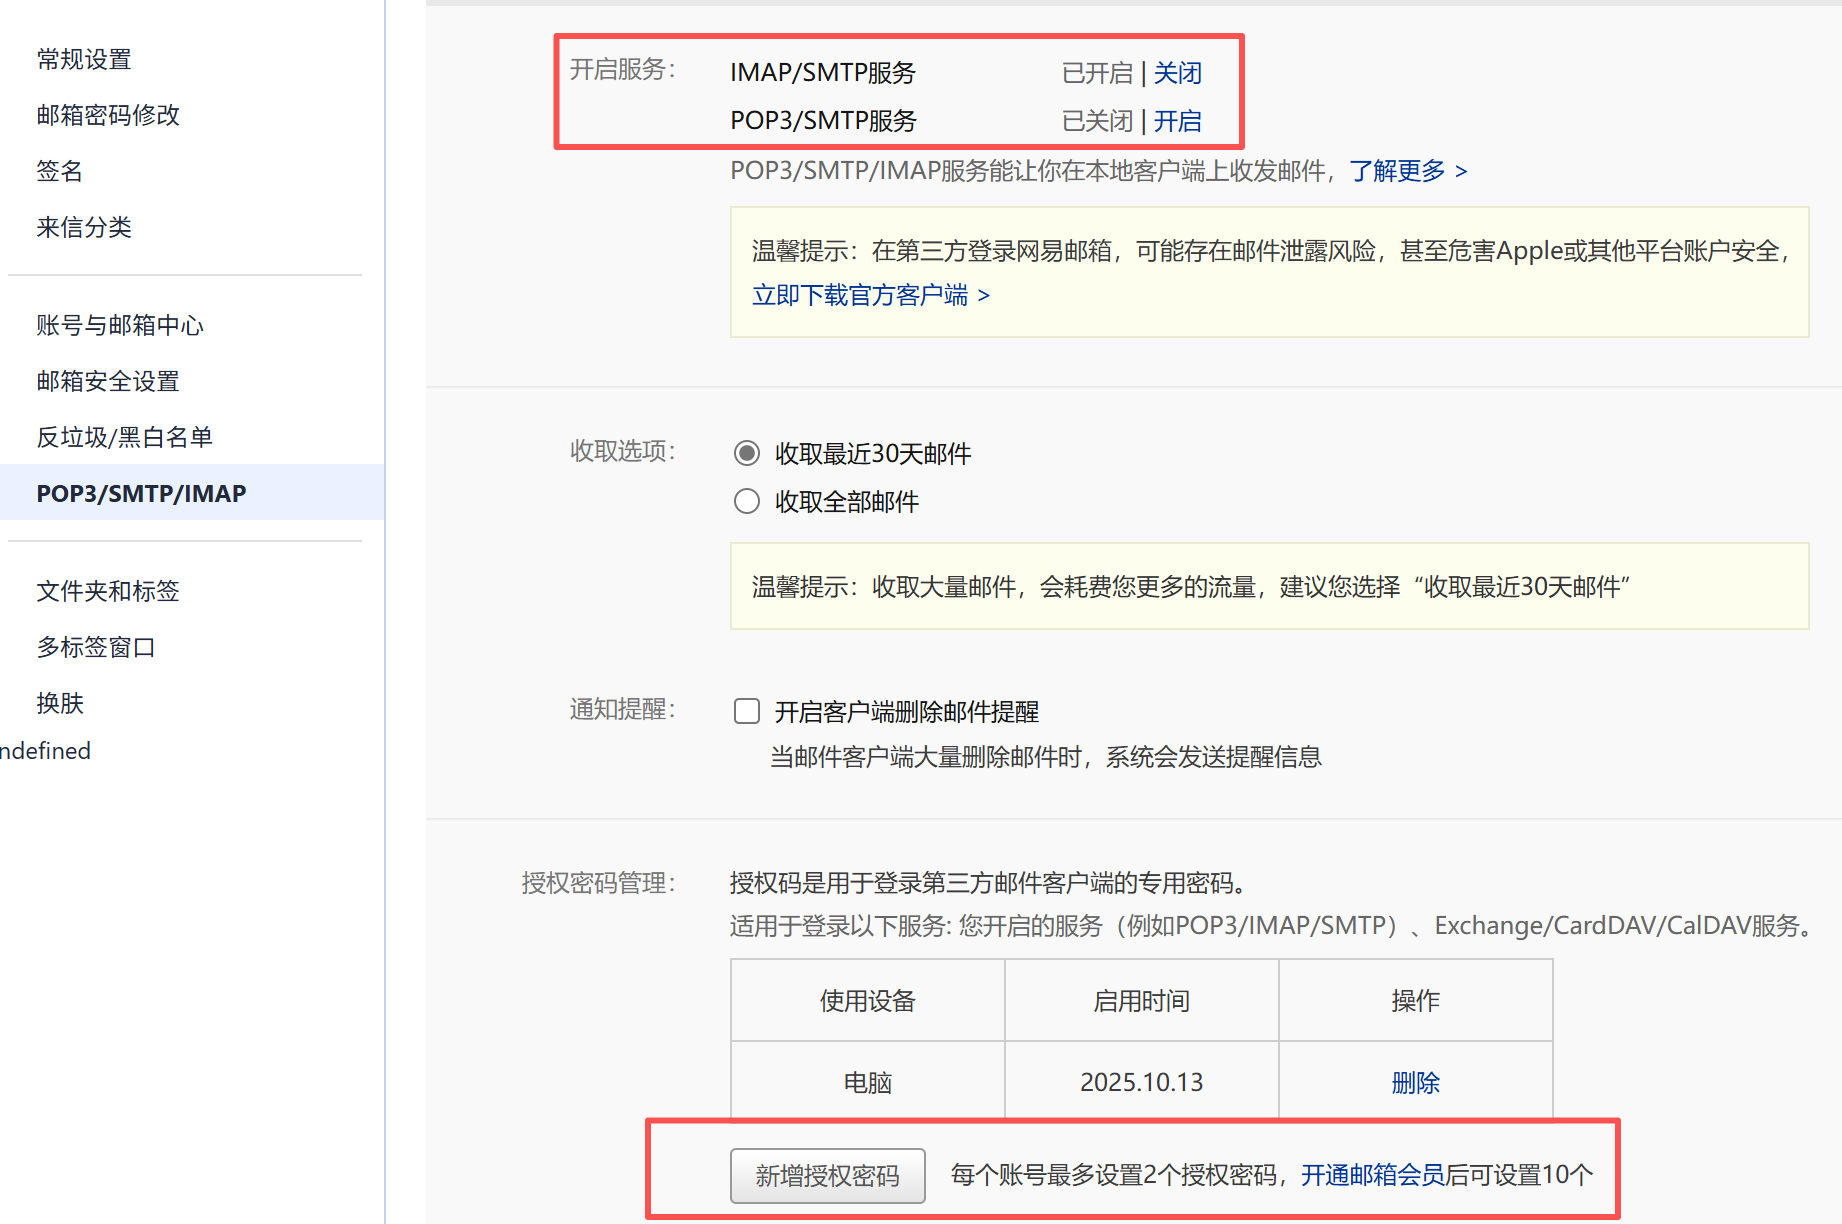 常规设置
邮箱密码修改
签名
来信分类
账号与邮箱中心
邮箱安全设置
反垃圾/黑白名单
POP3/SMTP/IMAP
文件夹和标签
多标签窗口
换肤
ndefined
开启服务： IMAP/SMTP服务 已开启 | 关闭
POP3/SMTP服务 已关闭 | 开启
POP3/SMTP/IMAP服务能让你在本地客户端上收发邮件，了解更多 >
温馨提示：在第三方登录网易邮箱，可能存在邮件泄露风险，甚至危害Apple或其他平台账户安全，
立即下载官方客户端 >
收取选项： 收取最近30天邮件
收取全部邮件
温馨提示：收取大量邮件，会耗费您更多的流量，建议您选择“收取最近30天邮件”
通知提醒： 开启客户端删除邮件提醒
当邮件客户端大量删除邮件时，系统会发送提醒信息
授权密码管理： 授权码是用于登录第三方邮件客户端的专用密码。
适用于登录以下服务: 您开启的服务（例如POP3/IMAP/SMTP）、Exchange/CardDAV/CalDAV服务。
使用设备 启用时间 操作
电脑 2025.10.13 删除
新增授权密码 每个账号最多设置2个授权密码，开通邮箱会员后可设置10个